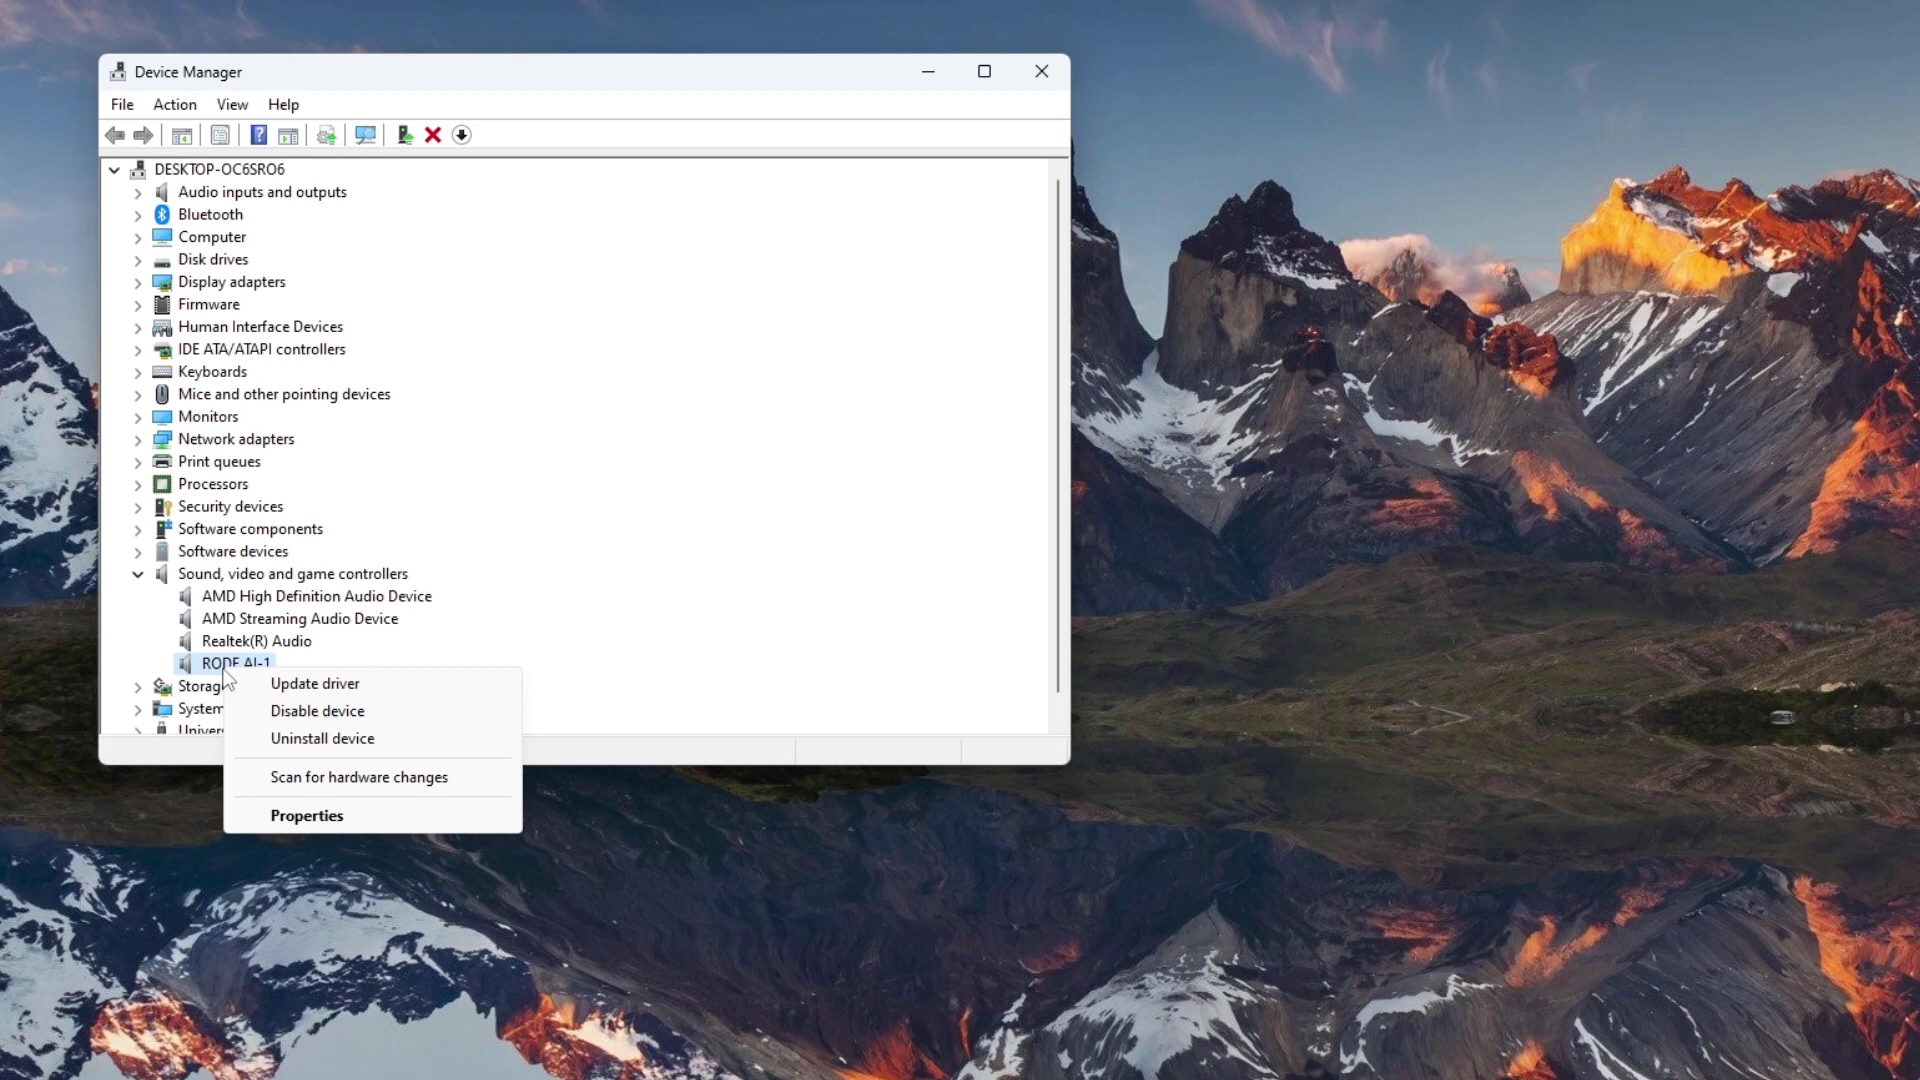 Device Manager
File Action View Help
DESKTOP-OC6SRO6
Audio inputs and outputs
Bluetooth
Computer
Disk drives
Display adapters
Firmware
Human Interface Devices
IDE ATA/ATAPI controllers
Keyboards
Mice and other pointing devices
Monitors
Network adapters
Print queues
Processors
Security devices
Software components
Software devices
Sound, video and game controllers
AMD High Definition Audio Device
AMD Streaming Audio Device
Realtek(R) Audio
RODE AI-1
Storag
System
Univers
Update driver
Disable device
Uninstall device
Scan for hardware changes
Properties